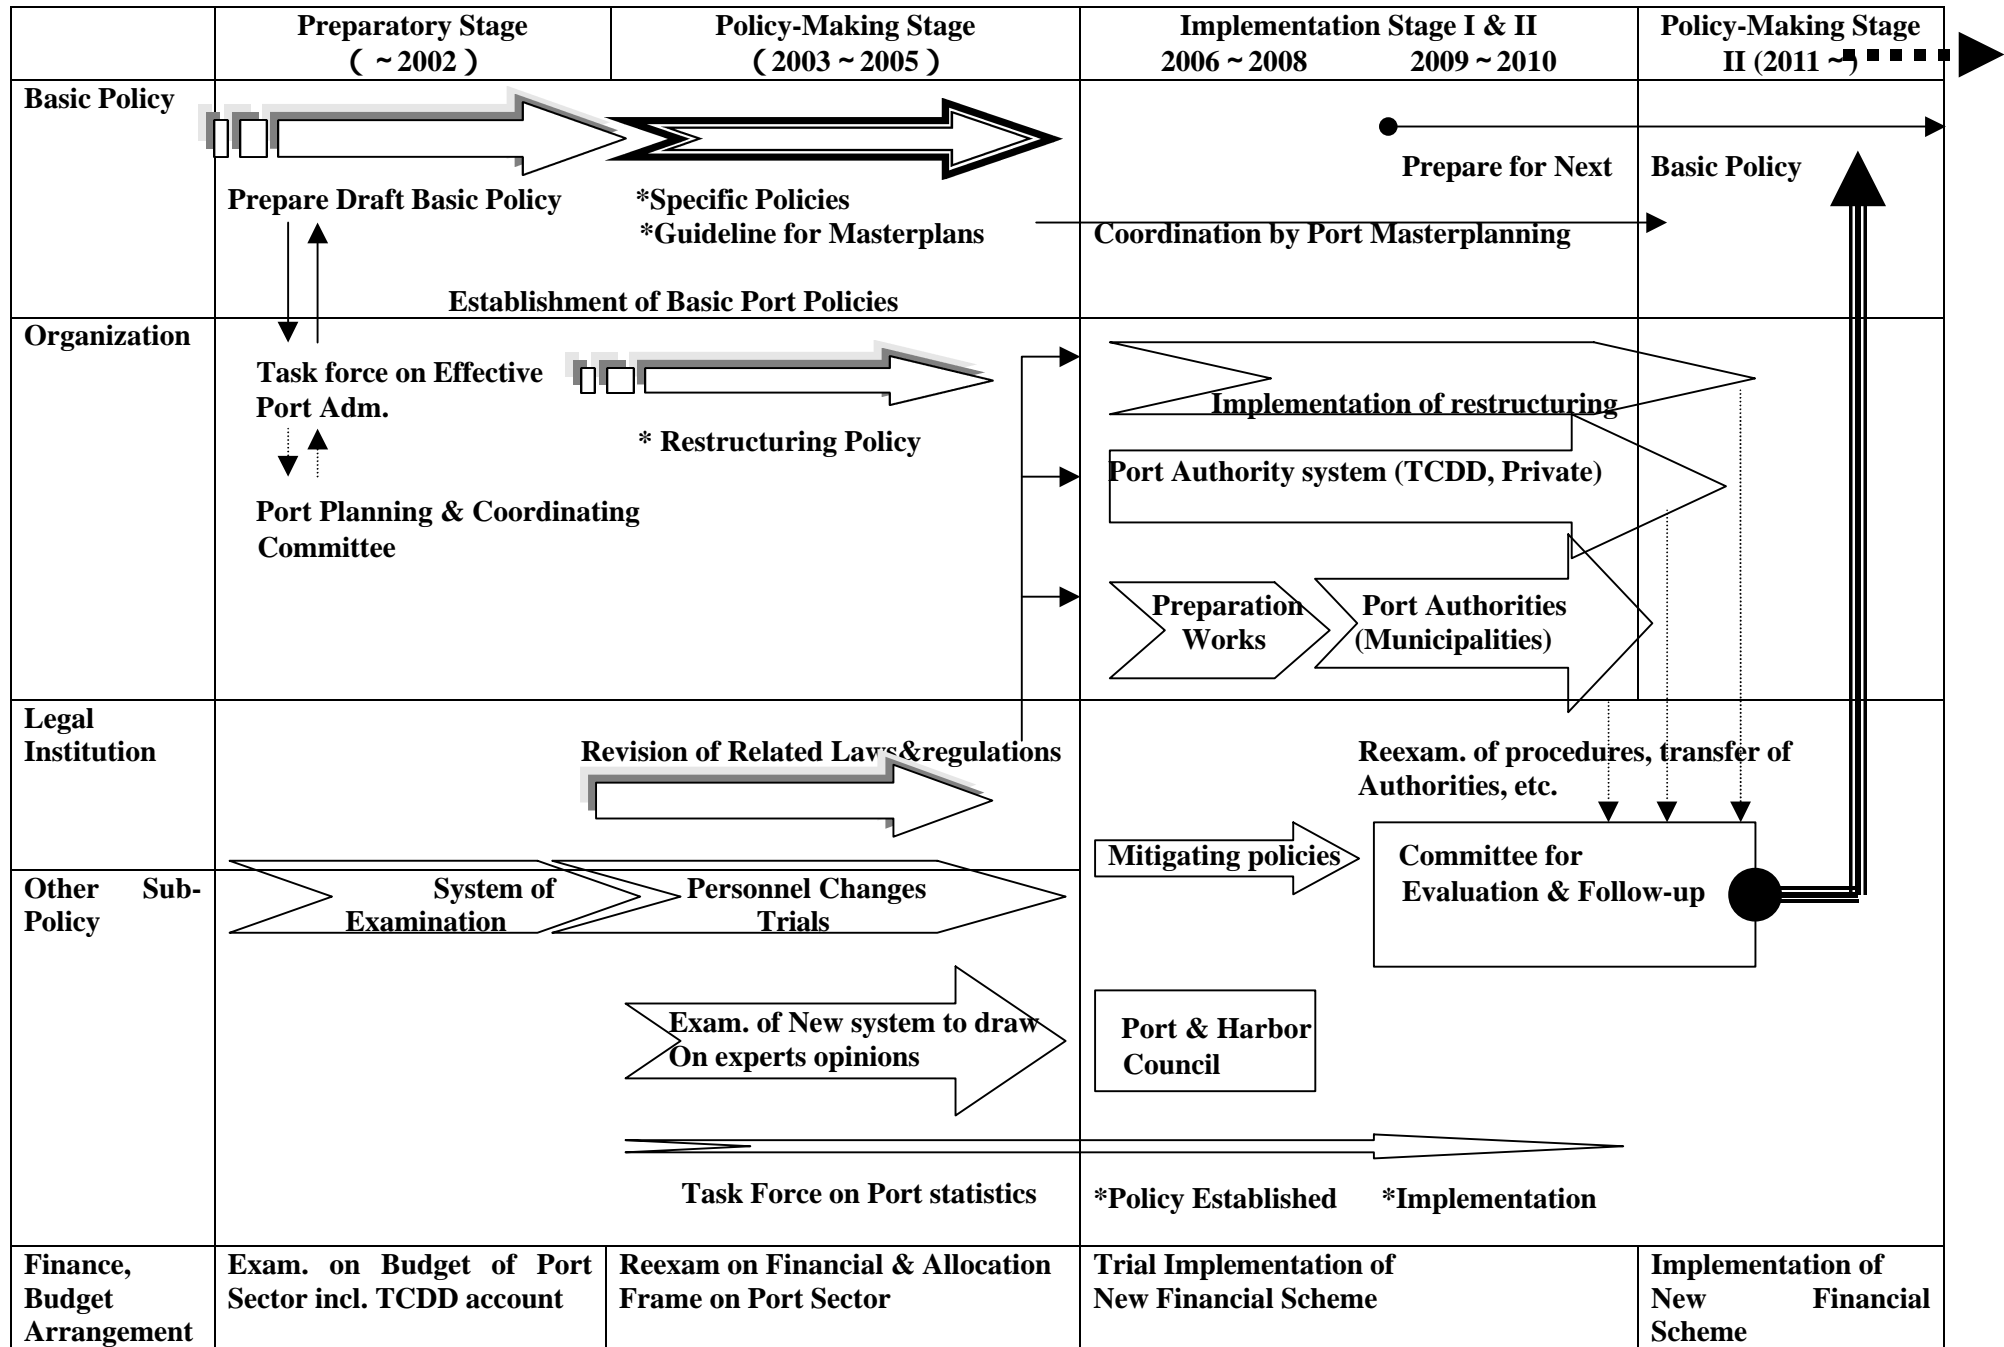 Preparatory Stage
( ~2002 )
Policy-Making Stage
( 2003~2005 )
Implementation Stage I & II
2006~2008 2009~2010
Policy-Making Stage
II (2011 ~)
Basic Policy
Prepare Draft Basic Policy
*Specific Policies
*Guideline for Masterplans
Prepare for Next
Basic Policy
Coordination by Port Masterplanning
Establishment of Basic Port Policies
Organization
Task force on Effective
Port Adm.
* Restructuring Policy
Port Planning & Coordinating
Committee
Implementation of restructuring
Port Authority system (TCDD, Private)
Preparation
Works
Port Authorities
(Municipalities)
Legal
Institution
Revision of Related Laws&regulations
Reexam. of procedures, transfer of
Authorities, etc.
Mitigating policies
Committee for
Evaluation & Follow-up
Other Sub-
Policy
System of
Examination
Personnel Changes
Trials
Exam. of New system to draw
On experts opinions
Port & Harbor
Council
Task Force on Port statistics
*Policy Established
*Implementation
Finance,
Budget
Arrangement
Exam. on Budget of Port
Sector incl. TCDD account
Reexam on Financial & Allocation
Frame on Port Sector
Trial Implementation of
New Financial Scheme
Implementation of
New Financial
Scheme